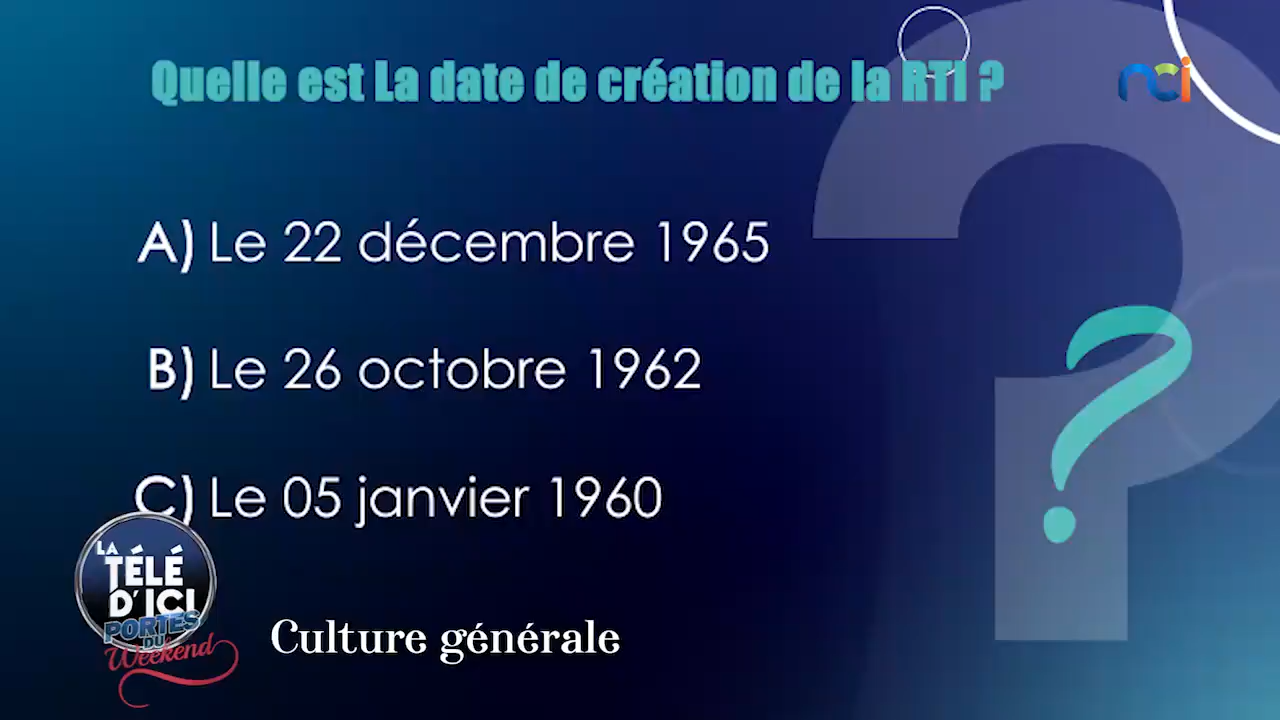 Quelle est La date de création de la RTI ?
nci
A) Le 22 décembre 1965
B) Le 26 octobre 1962
C) Le 05 janvier 1960
LA
TÉLÉ
D'ICI
PORTES
DU
Weekend
Culture générale